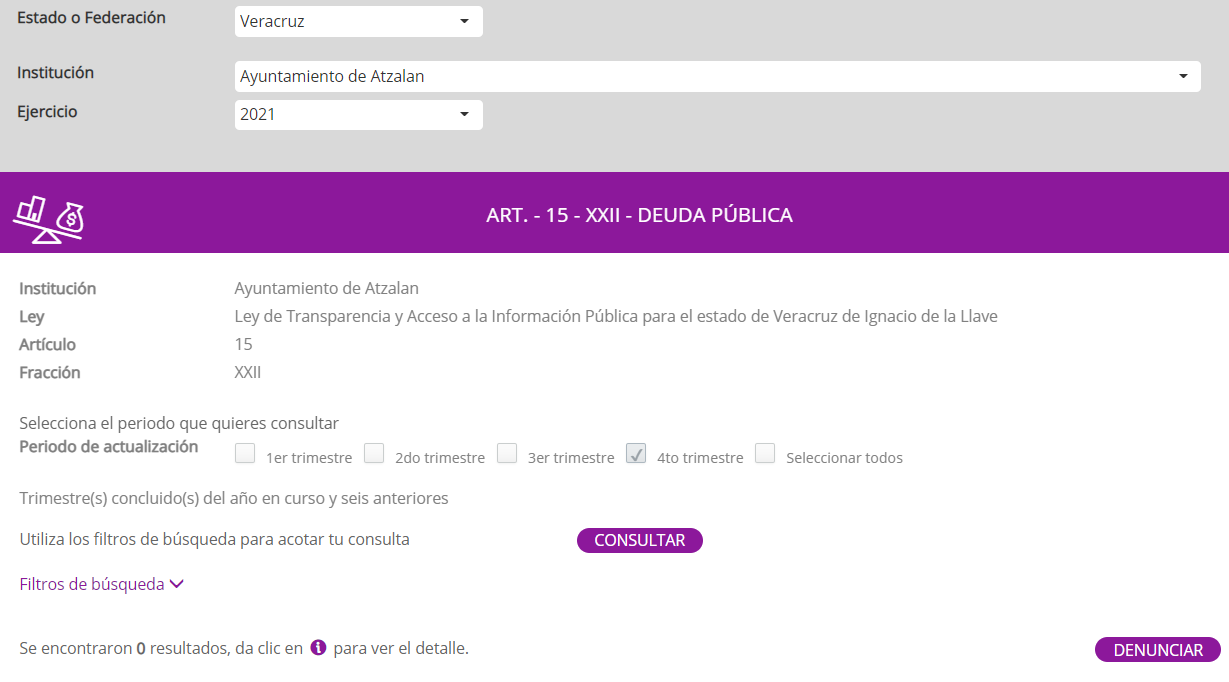 Estado o Federación Veracruz
Institución Ayuntamiento de Atzalan
Ejercicio 2021
ART. - 15 - XXII - DEUDA PÚBLICA
Institución Ayuntamiento de Atzalan
Ley Ley de Transparencia y Acceso a la Información Pública para el estado de Veracruz de Ignacio de la Llave
Artículo 15
Fracción XXII
Selecciona el periodo que quieres consultar
Periodo de actualización 1er trimestre 2do trimestre 3er trimestre 4to trimestre Seleccionar todos
Trimestre(s) concluido(s) del año en curso y seis anteriores
Utiliza los filtros de búsqueda para acotar tu consulta CONSULTAR
Filtros de búsqueda
Se encontraron 0 resultados, da clic en i para ver el detalle. DENUNCIAR